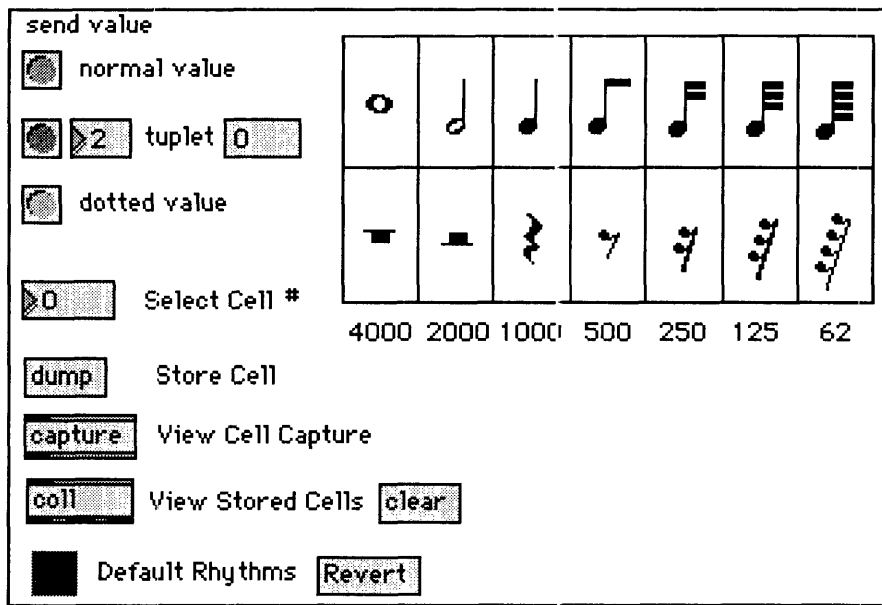 send value
normal value
2 tuplet 0
dotted value
0 Select Cell #
4000 2000 1000 500 250 125 62
dump Store Cell
capture View Cell Capture
coll View Stored Cells clear
Default Rhythms Revert